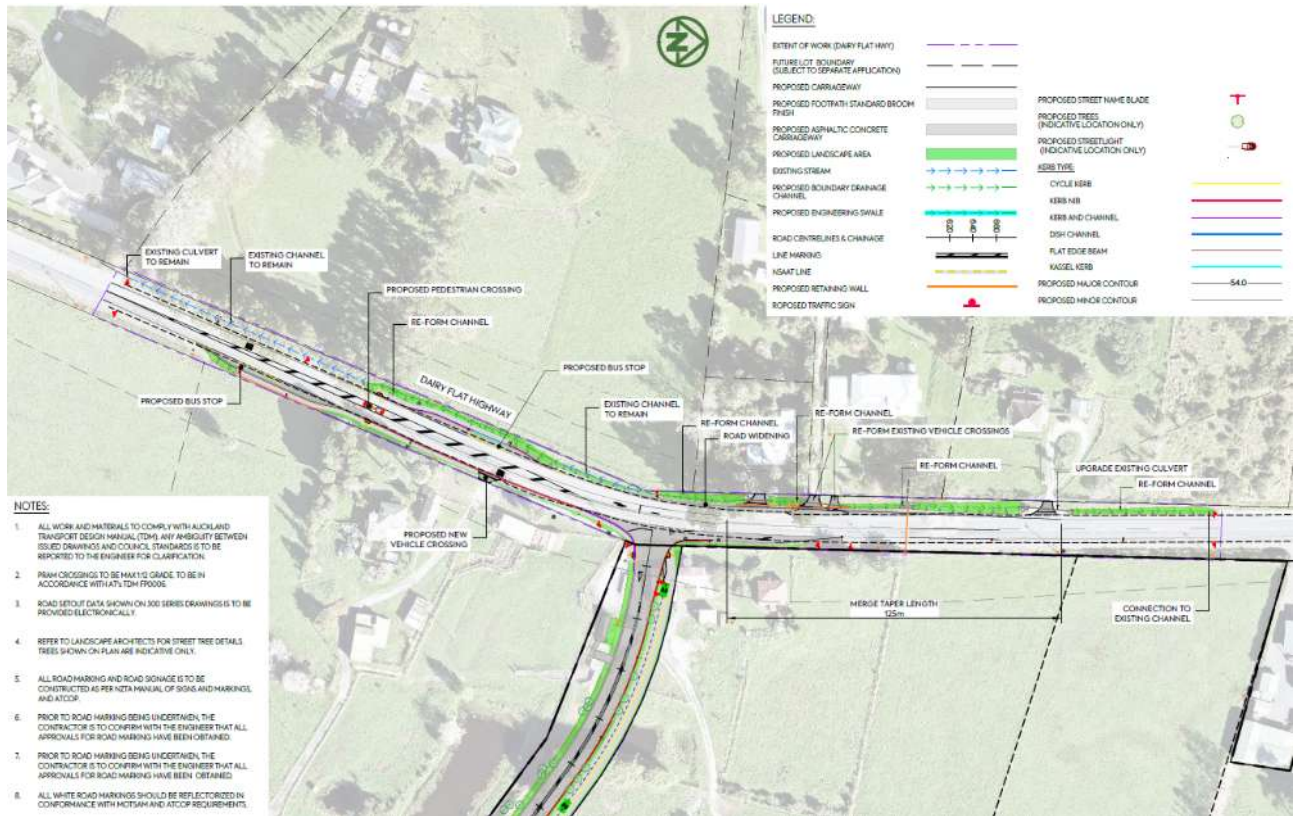 N
LEGEND:
EXTENT OF WORK (DAIRY FLAT HWY)
FUTURE LOT BOUNDARY
(SUBJECT TO SEPARATE APPLICATION)
PROPOSED CARRIAGEWAY
PROPOSED FOOTPATH STANDARD BROOM
FINISH
PROPOSED ASPHALTIC CONCRETE
CARRIAGEWAY
PROPOSED LANDSCAPE AREA
EXISTING STREAM
PROPOSED BOUNDARY DRAINAGE
CHANNEL
PROPOSED ENGINEERING SWALE
ROAD CENTRELINES & CHAINAGE
620 640 660
LINE MARKING
NSAAT LINE
PROPOSED RETAINING WALL
ROPOSED TRAFFIC SIGN
PROPOSED STREET NAME BLADE
PROPOSED TREES
(INDICATIVE LOCATION ONLY)
PROPOSED STREETLIGHT
(INDICATIVE LOCATION ONLY)
KERB TYPE:
CYCLE KERB
KERB NIB
KERB AND CHANNEL
DISH CHANNEL
FLAT EDGE BEAM
KASSEL KERB
PROPOSED MAJOR CONTOUR
54.0
PROPOSED MINOR CONTOUR
EXISTING CULVERT
TO REMAIN
EXISTING CHANNEL
TO REMAIN
PROPOSED PEDESTRIAN CROSSING
RE-FORM CHANNEL
PROPOSED BUS STOP
DAIRY FLAT HIGHWAY
PROPOSED BUS STOP
EXISTING CHANNEL
TO REMAIN
RE-FORM CHANNEL
ROAD WIDENING
RE-FORM CHANNEL
RE-FORM EXISTING VEHICLE CROSSINGS
RE-FORM CHANNEL
UPGRADE EXISTING CULVERT
RE-FORM CHANNEL
PROPOSED NEW
VEHICLE CROSSING
MERGE TAPER LENGTH
125m
CONNECTION TO
EXISTING CHANNEL
NOTES:
1. ALL WORK AND MATERIALS TO COMPLY WITH AUCKLAND
TRANSPORT DESIGN MANUAL (TDM). ANY AMBIGUITY BETWEEN
ISSUED DRAWINGS AND COUNCIL STANDARDS IS TO BE
REPORTED TO THE ENGINEER FOR CLARIFICATION.
2. PRAM CROSSINGS TO BE MAX 1:12 GRADE. TO BE IN
ACCORDANCE WITH AT's TDM FP0006.
3. ROAD SETOUT DATA SHOWN ON 300 SERIES DRAWINGS IS TO BE
PROVIDED ELECTRONICALLY.
4. REFER TO LANDSCAPE ARCHITECTS FOR STREET TREE DETAILS
TREES SHOWN ON PLAN ARE INDICATIVE ONLY.
5. ALL ROAD MARKING AND ROAD SIGNAGE IS TO BE
CONSTRUCTED AS PER NZTA MANUAL OF SIGNS AND MARKINGS,
AND ATCOP.
6. PRIOR TO ROAD MARKING BEING UNDERTAKEN, THE
CONTRACTOR IS TO CONFIRM WITH THE ENGINEER THAT ALL
APPROVALS FOR ROAD MARKING HAVE BEEN OBTAINED.
7. PRIOR TO ROAD MARKING BEING UNDERTAKEN, THE
CONTRACTOR IS TO CONFIRM WITH THE ENGINEER THAT ALL
APPROVALS FOR ROAD MARKING HAVE BEEN OBTAINED.
8. ALL WHITE ROAD MARKINGS SHOULD BE REFLECTORIZED IN
CONFORMANCE WITH MOTSAM AND ATCOP REQUIREMENTS.